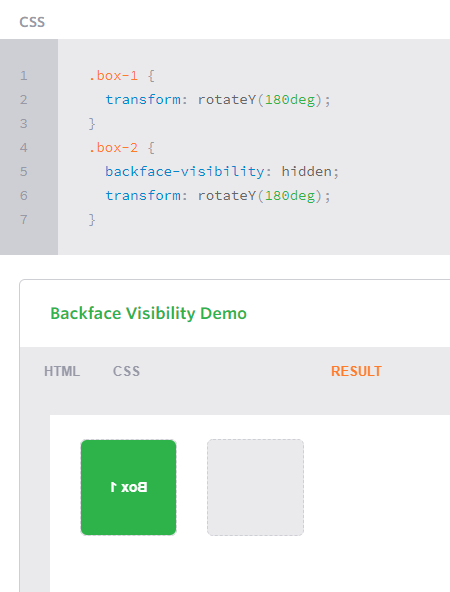 CSS
1 .box-1 {
2 transform: rotateY(180deg);
3 }
4 .box-2 {
5 backface-visibility: hidden;
6 transform: rotateY(180deg);
7 }
Backface Visibility Demo
HTML CSS RESULT
Box 1